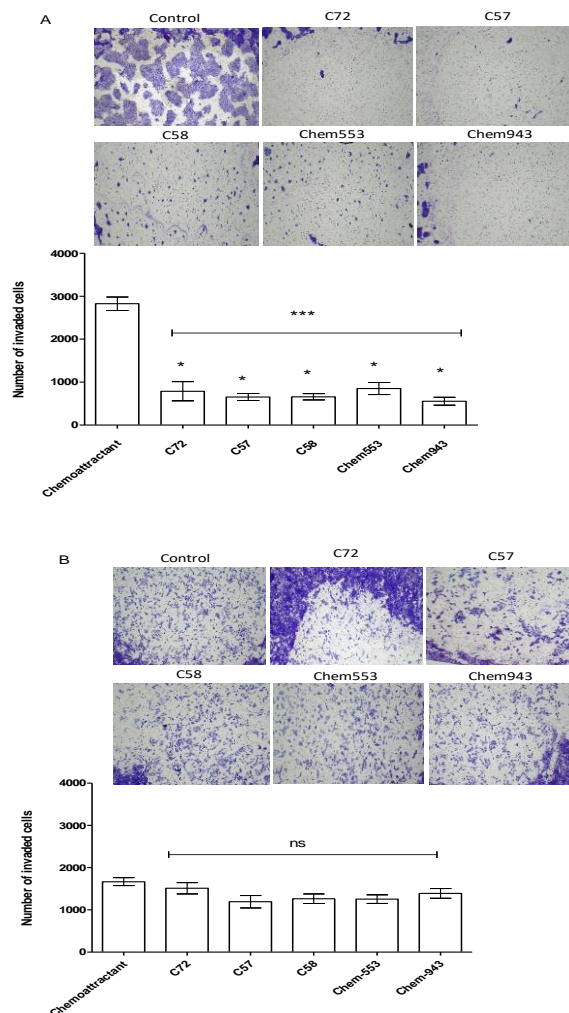 A
Control C72 C57
C58 Chem553 Chem943
Number of invaded cells
4000
3000
2000
1000
0
***
* * * * *
Chemoattractant C72 C57 C58 Chem553 Chem943
B
Control C72 C57
C58 Chem553 Chem943
Number of invaded cells
4000
3000
2000
1000
0
ns
Chemoattractant C72 C57 C58 Chem-553 Chem-943